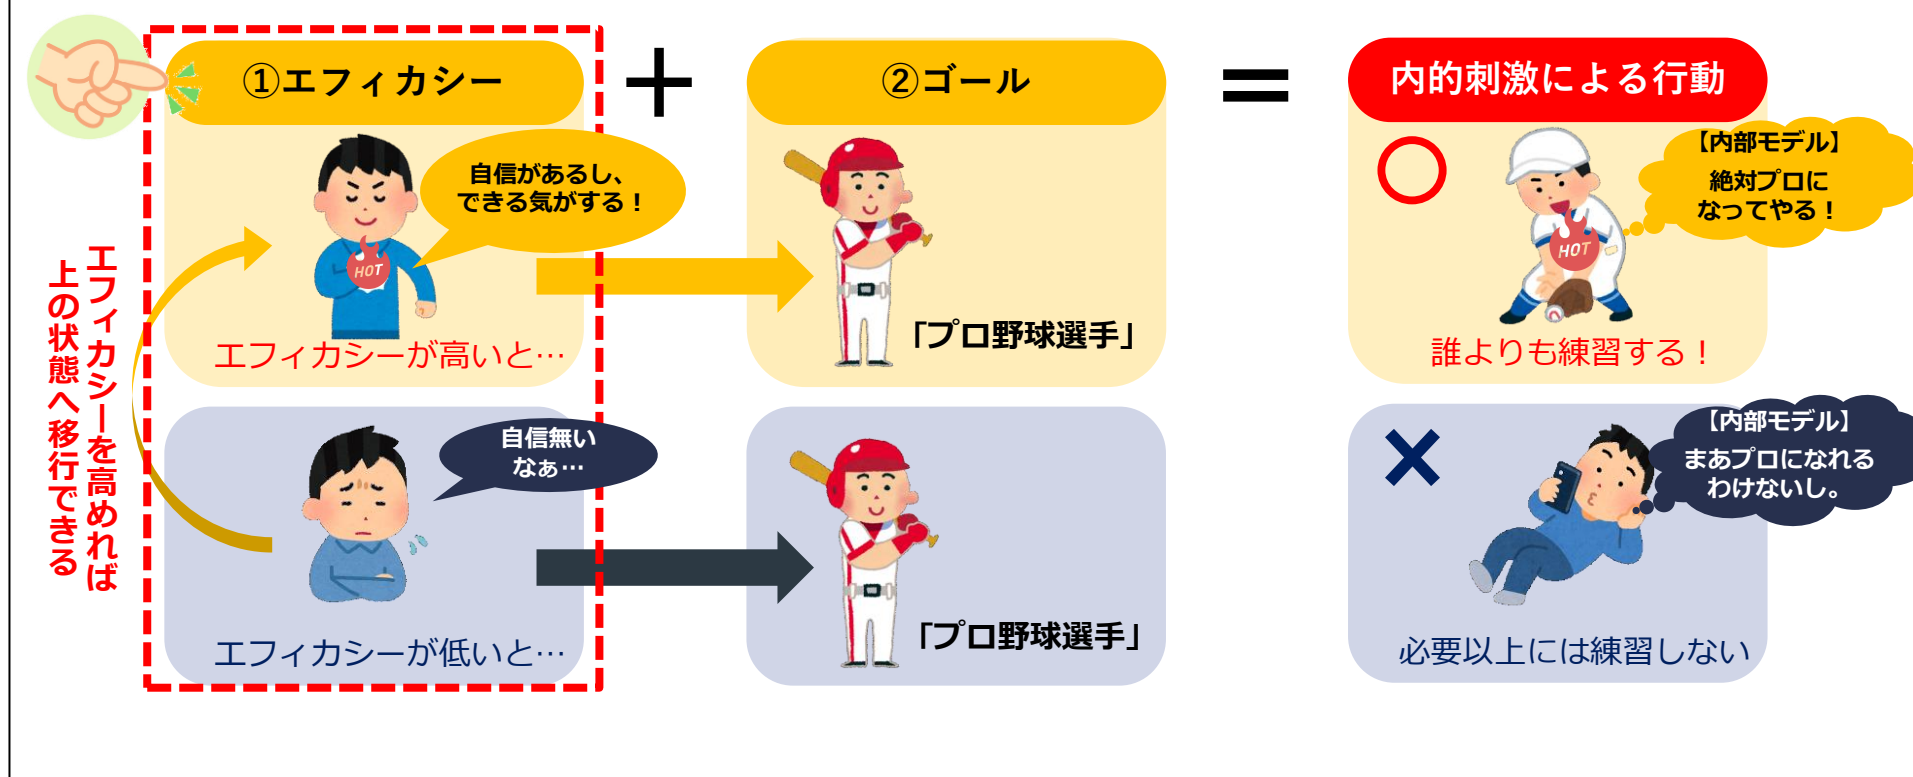 ①エフィカシー
＋
②ゴール
＝
内的刺激による行動
自信があるし、
できる気がする！
HOT
エフィカシーが高いと…
「プロ野球選手」
【内部モデル】
絶対プロに
なってやる！
HOT
誰よりも練習する！
エフィカシーを高めれば
上の状態へ移行できる
自信無い
なぁ…
エフィカシーが低いと…
「プロ野球選手」
【内部モデル】
まあプロになれる
わけないし。
必要以上には練習しない